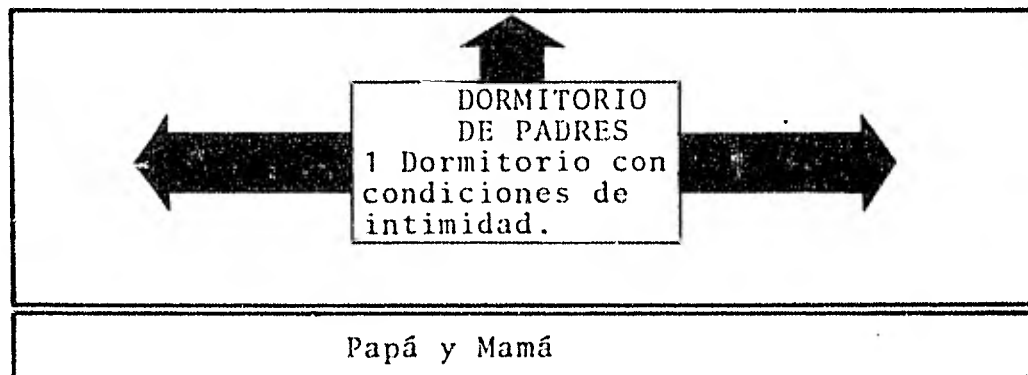 DORMITORIO
DE PADRES
1 Dormitorio con
condiciones de
intimidad.
Papá y Mamá